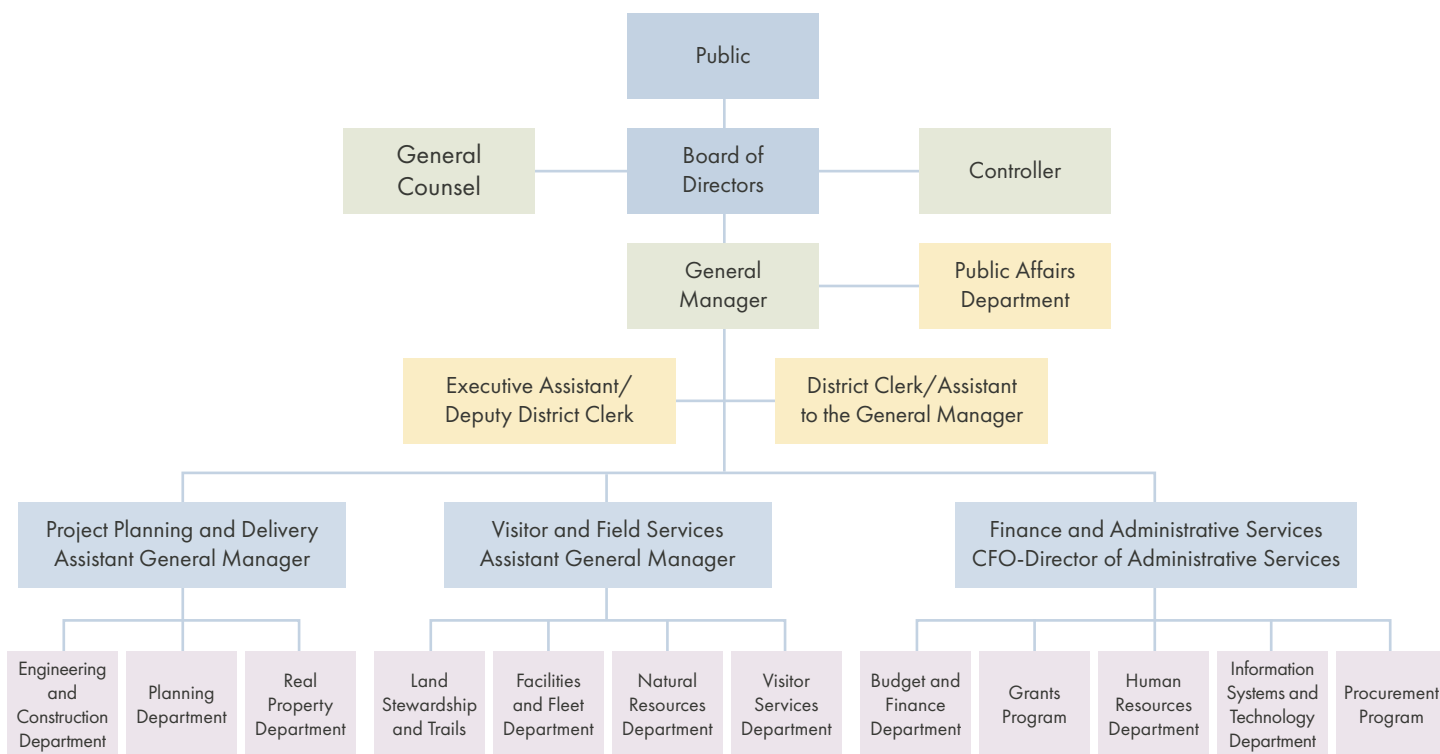 Public
General
Counsel
Board of
Directors
Controller
General
Manager
Public Affairs
Department
Executive Assistant/
Deputy District Clerk
District Clerk/Assistant
to the General Manager
Project Planning and Delivery
Assistant General Manager
Visitor and Field Services
Assistant General Manager
Finance and Administrative Services
CFO-Director of Administrative Services
Engineering
and
Construction
Department
Planning
Department
Real
Property
Department
Land
Stewardship
and Trails
Facilities
and Fleet
Department
Natural
Resources
Department
Visitor
Services
Department
Budget and
Finance
Department
Grants
Program
Human
Resources
Department
Information
Systems and
Technology
Department
Procurement
Program